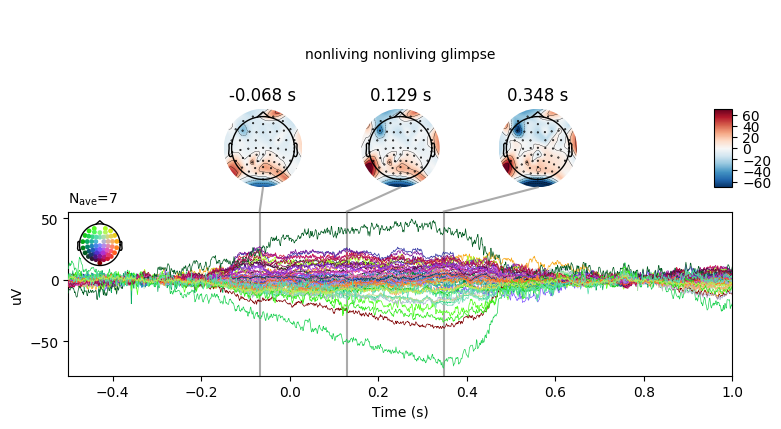 nonliving nonliving glimpse
-0.068 s 0.129 s 0.348 s
60
40
20
0
−20
−40
−60
Nave=7
50
0
−50
uV
−0.4 −0.2 0.0 0.2 0.4 0.6 0.8 1.0
Time (s)